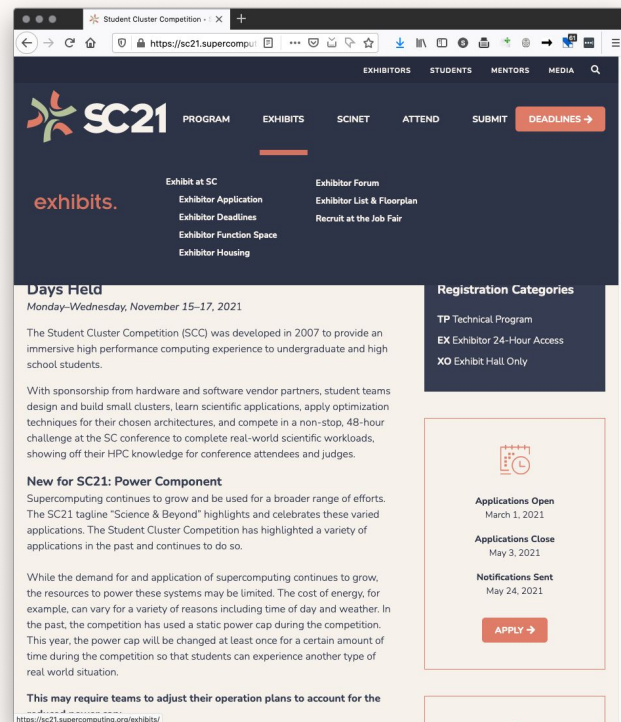 Student Cluster Competition -
https://sc21.supercomput
6
61
EXHIBITORS STUDENTS MENTORS MEDIA
SC21 PROGRAM EXHIBITS SCINET ATTEND SUBMIT DEADLINES →
exhibits.
Exhibit at SC
Exhibitor Application
Exhibitor Deadlines
Exhibitor Function Space
Exhibitor Housing
Exhibitor Forum
Exhibitor List & Floorplan
Recruit at the Job Fair
Days Held
Monday–Wednesday, November 15–17, 2021
The Student Cluster Competition (SCC) was developed in 2007 to provide an
immersive high performance computing experience to undergraduate and high
school students.
With sponsorship from hardware and software vendor partners, student teams
design and build small clusters, learn scientific applications, apply optimization
techniques for their chosen architectures, and compete in a non-stop, 48-hour
challenge at the SC conference to complete real-world scientific workloads,
showing off their HPC knowledge for conference attendees and judges.
New for SC21: Power Component
Supercomputing continues to grow and be used for a broader range of efforts.
The SC21 tagline "Science & Beyond" highlights and celebrates these varied
applications. The Student Cluster Competition has highlighted a variety of
applications in the past and continues to do so.
While the demand for and application of supercomputing continues to grow,
the resources to power these systems may be limited. The cost of energy, for
example, can vary for a variety of reasons including time of day and weather. In
the past, the competition has used a static power cap during the competition.
This year, the power cap will be changed at least once for a certain amount of
time during the competition so that students can experience another type of
real world situation.
This may require teams to adjust their operation plans to account for the
https://sc21.supercomputing.org/exhibits/
Registration Categories
TP Technical Program
EX Exhibitor 24-Hour Access
XO Exhibit Hall Only
Applications Open
March 1, 2021
Applications Close
May 3, 2021
Notifications Sent
May 24, 2021
APPLY →